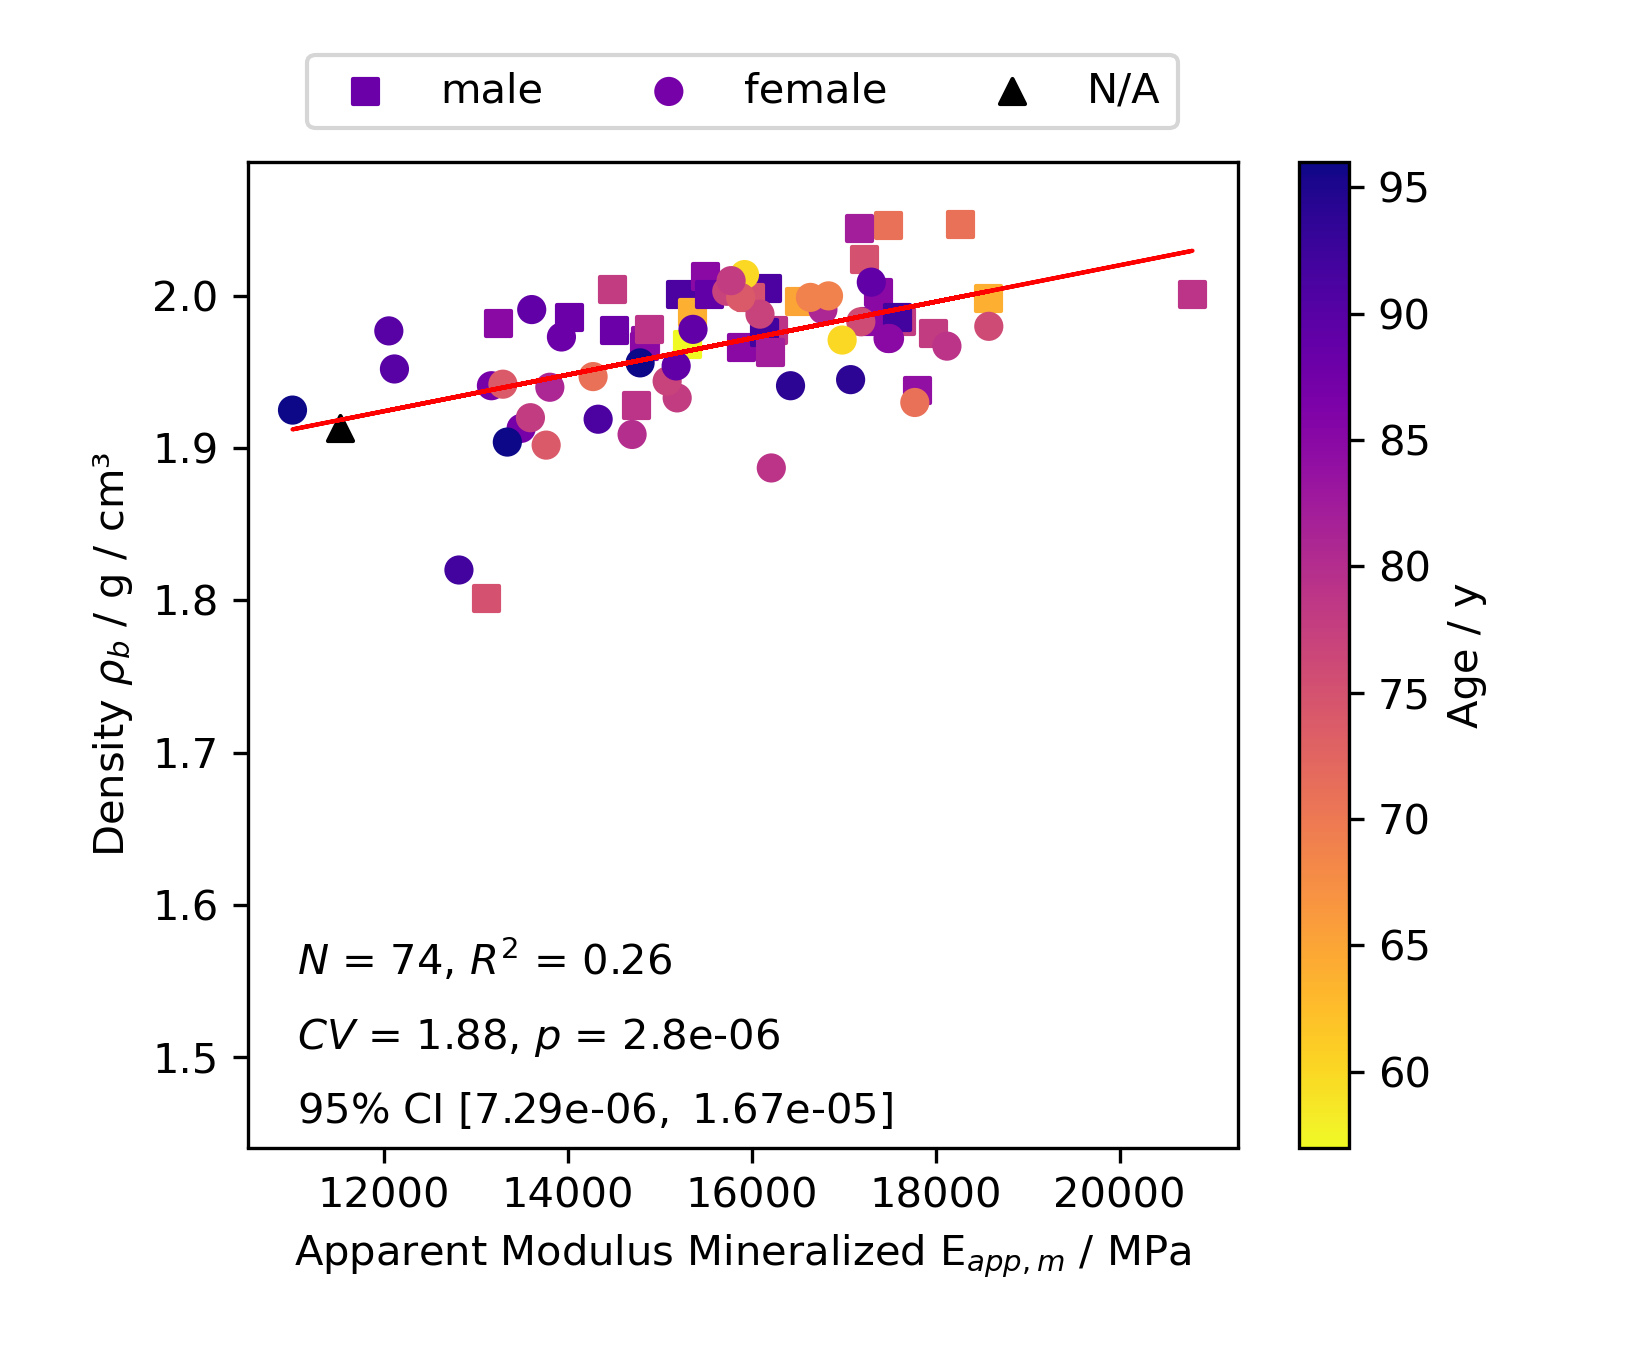 male female N/A
2.0
1.9
1.8
1.7
1.6
1.5
Density ρb / g / cm³
N = 74, R² = 0.26
CV = 1.88, p = 2.8e-06
95% CI [7.29e-06, 1.67e-05]
12000 14000 16000 18000 20000
Apparent Modulus Mineralized Eapp,m / MPa
95
90
85
80
75
70
65
60
Age / y